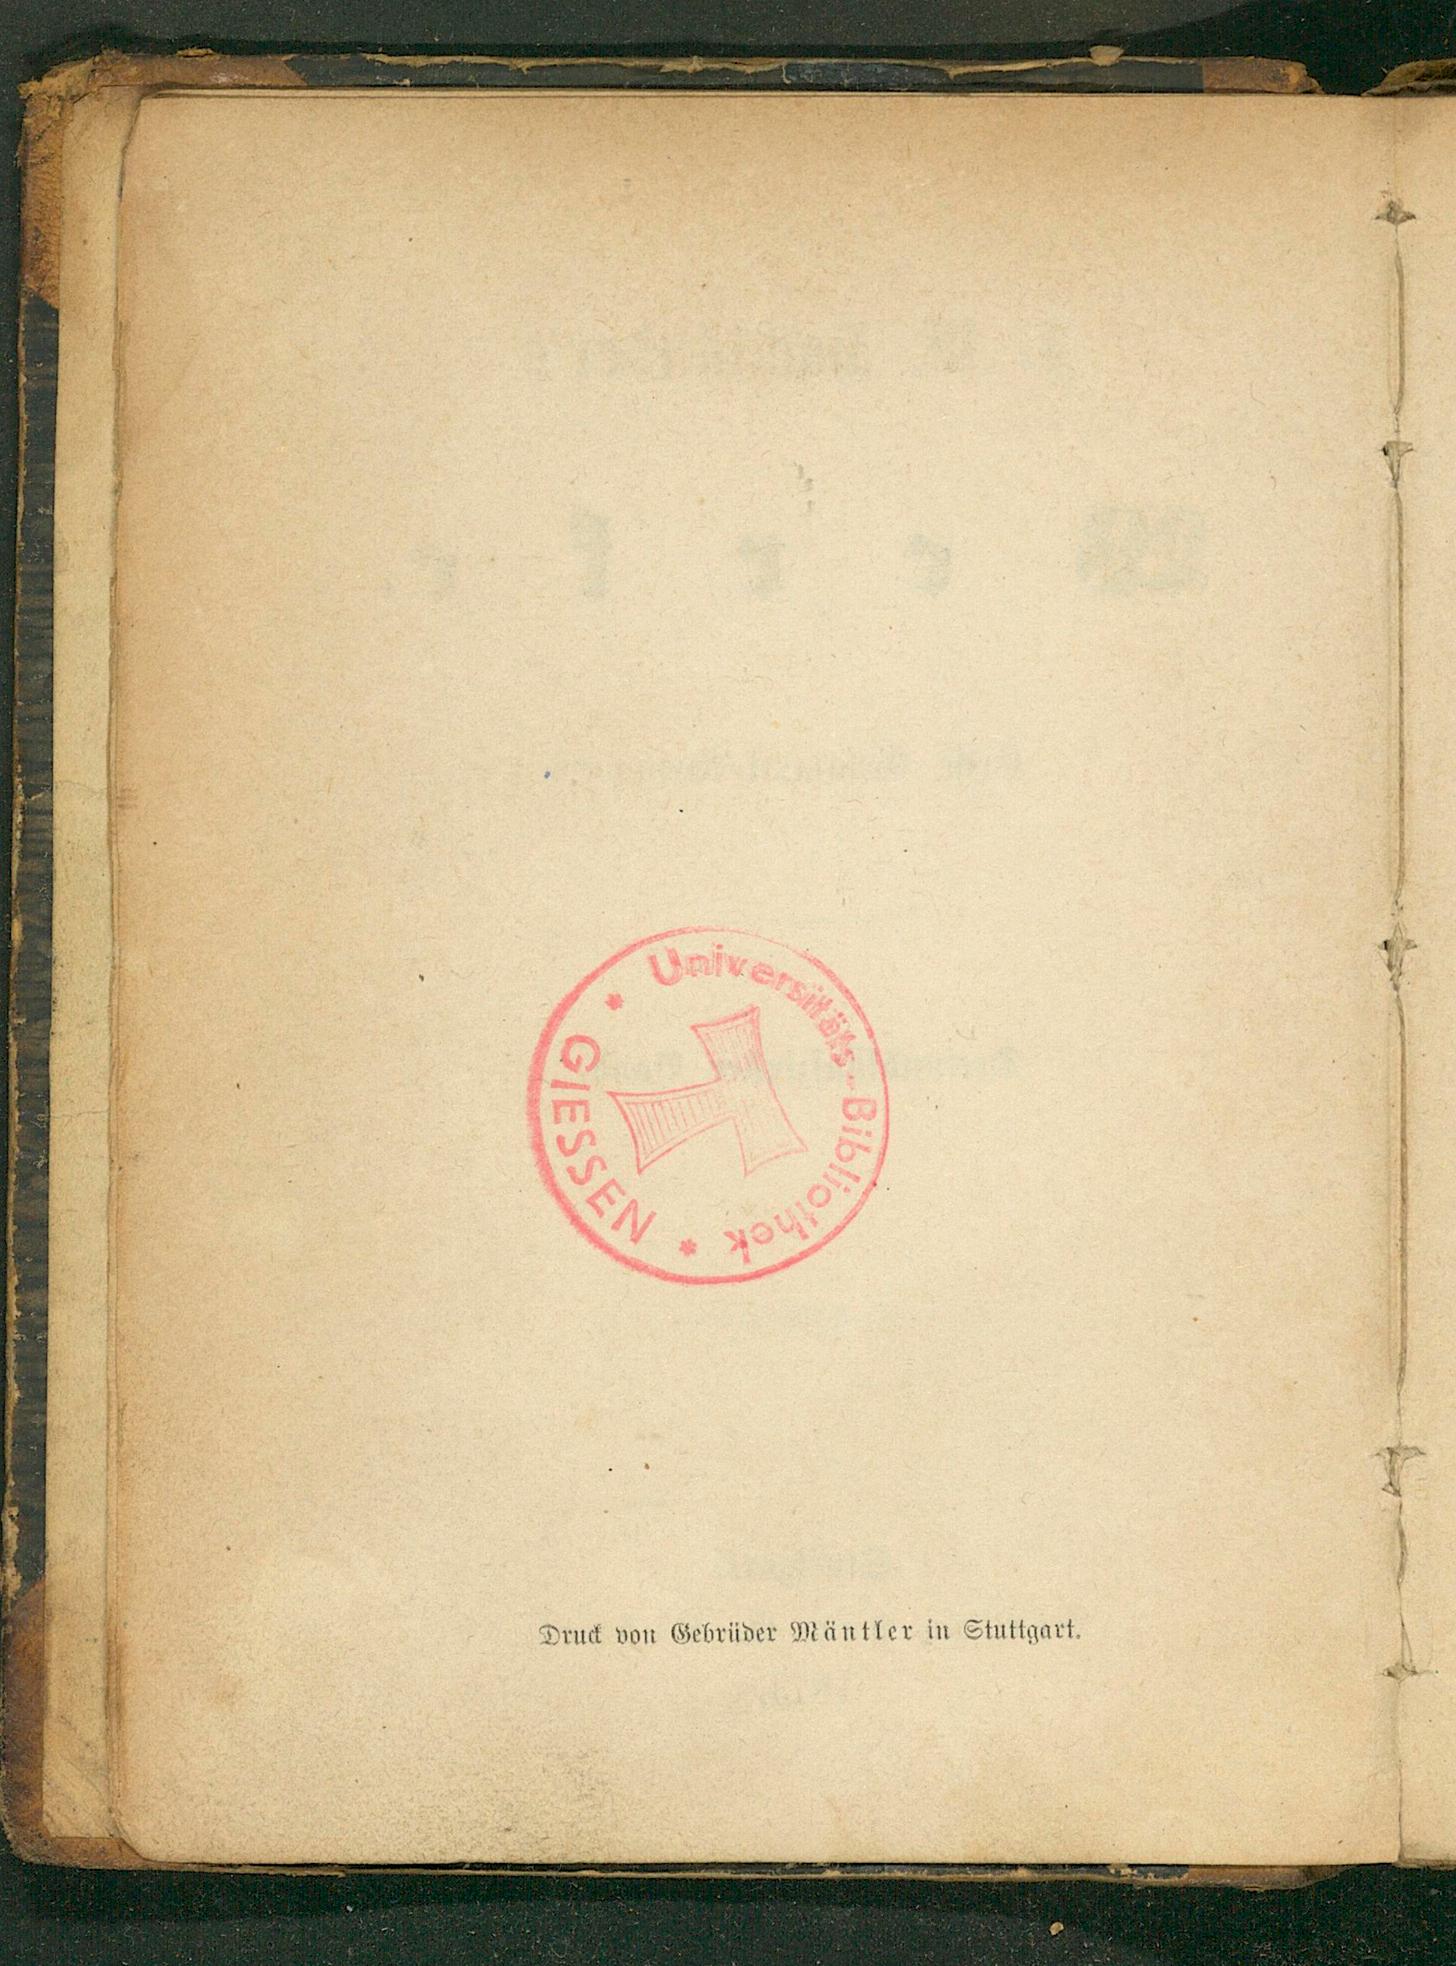 Universitäts-Bibliothek
* GIESSEN *
Druck von Gebrüder Mäntler in Stuttgart.